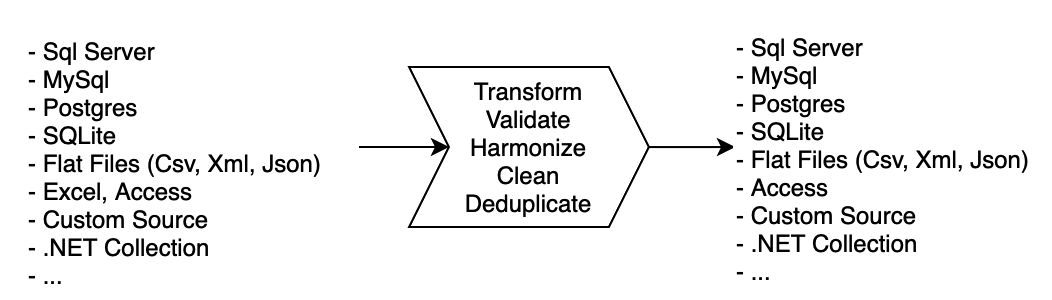 - Sql Server
- MySql
- Postgres
- SQLite
- Flat Files (Csv, Xml, Json)
- Excel, Access
- Custom Source
- .NET Collection
- ...
Transform
Validate
Harmonize
Clean
Deduplicate
- Sql Server
- MySql
- Postgres
- SQLite
- Flat Files (Csv, Xml, Json)
- Access
- Custom Source
- .NET Collection
- ...